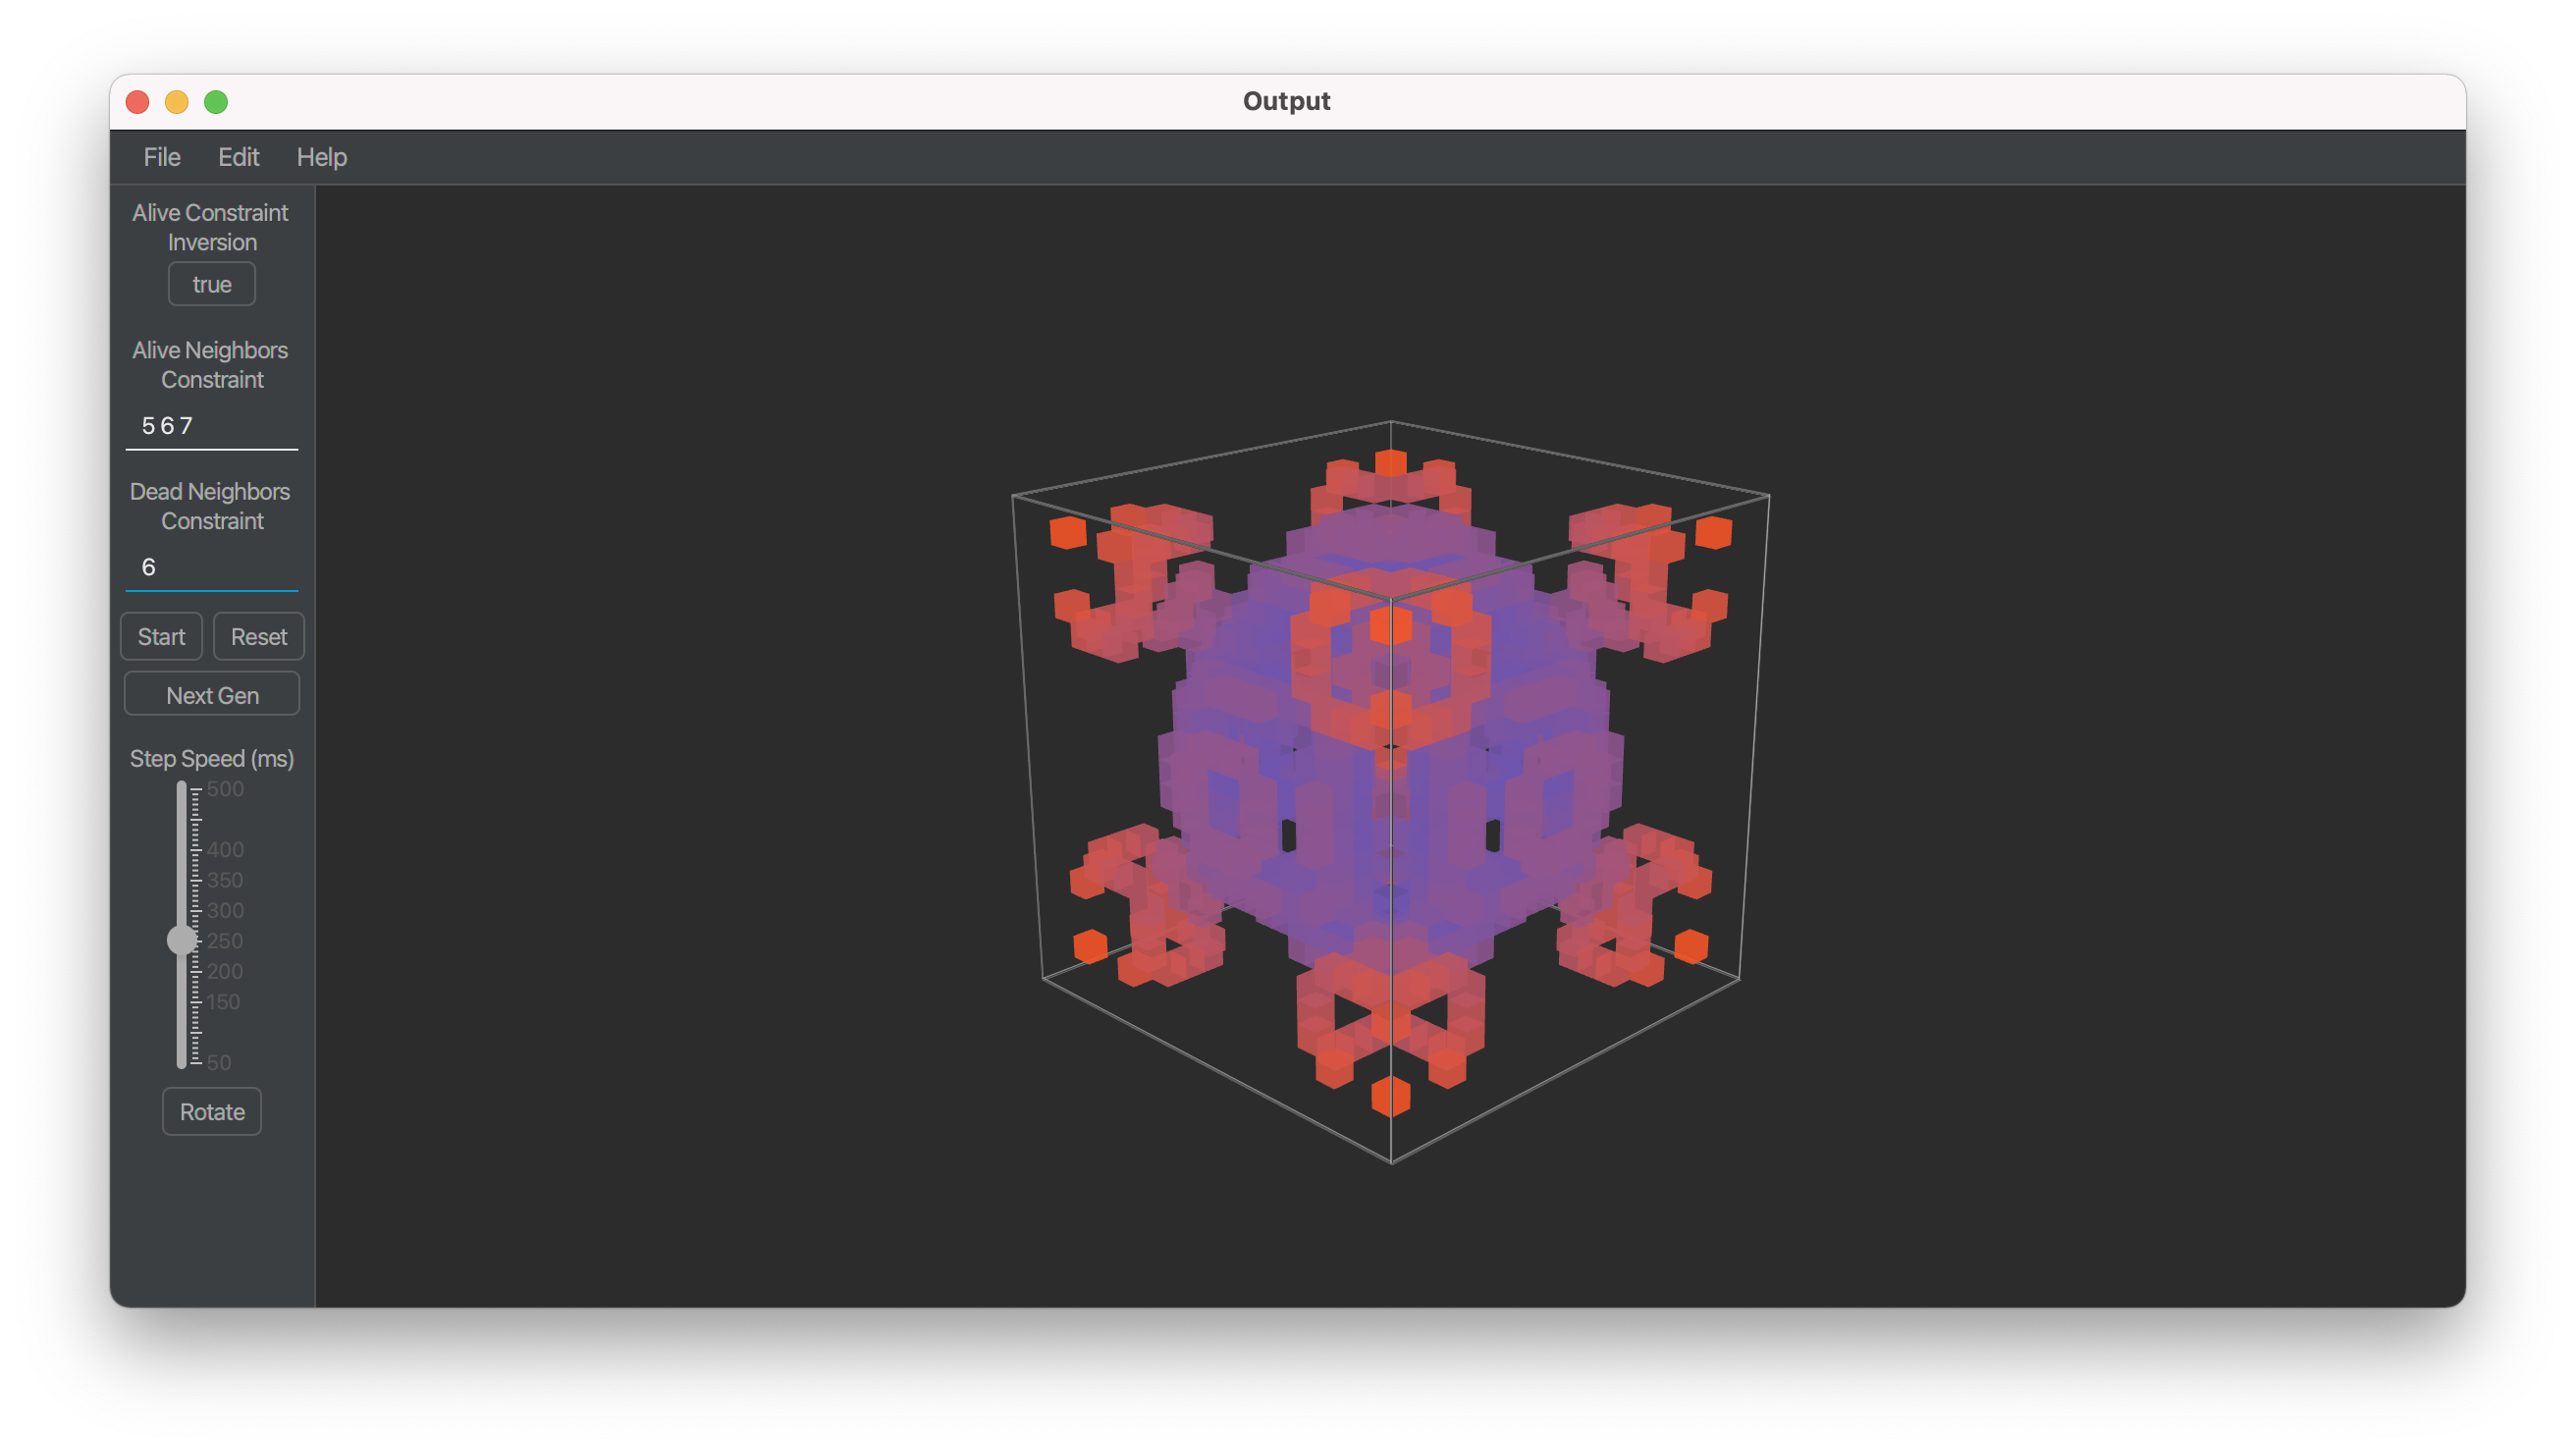 Output
File Edit Help
Alive Constraint
Inversion
true
Alive Neighbors
Constraint
5 6 7
Dead Neighbors
Constraint
6
Start Reset
Next Gen
Step Speed (ms)
500
400
350
300
250
200
150
50
Rotate